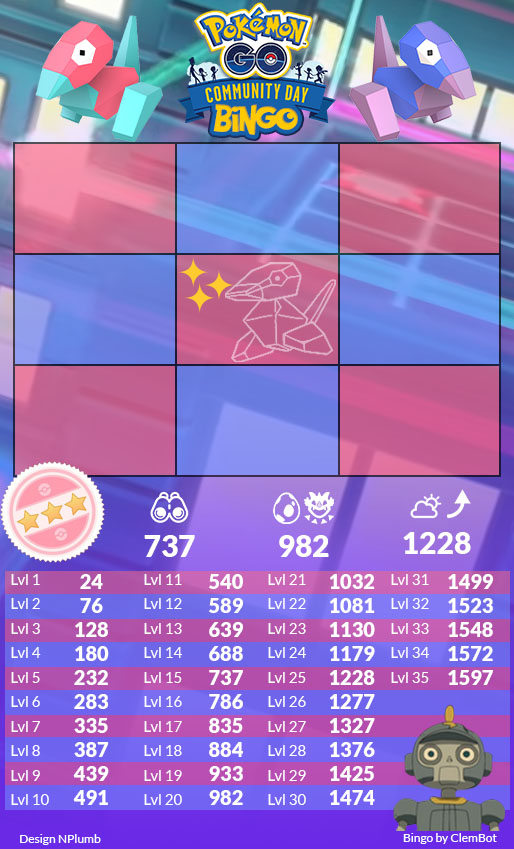 POKÉMON
GO
COMMUNITY DAY
BINGO
737 982 1228
Lvl 1 24 Lvl 11 540 Lvl 21 1032 Lvl 31 1499
Lvl 2 76 Lvl 12 589 Lvl 22 1081 Lvl 32 1523
Lvl 3 128 Lvl 13 639 Lvl 23 1130 Lvl 33 1548
Lvl 4 180 Lvl 14 688 Lvl 24 1179 Lvl 34 1572
Lvl 5 232 Lvl 15 737 Lvl 25 1228 Lvl 35 1597
Lvl 6 283 Lvl 16 786 Lvl 26 1277
Lvl 7 335 Lvl 17 835 Lvl 27 1327
Lvl 8 387 Lvl 18 884 Lvl 28 1376
Lvl 9 439 Lvl 19 933 Lvl 29 1425
Lvl 10 491 Lvl 20 982 Lvl 30 1474
Design NPlumb Bingo by ClemBot